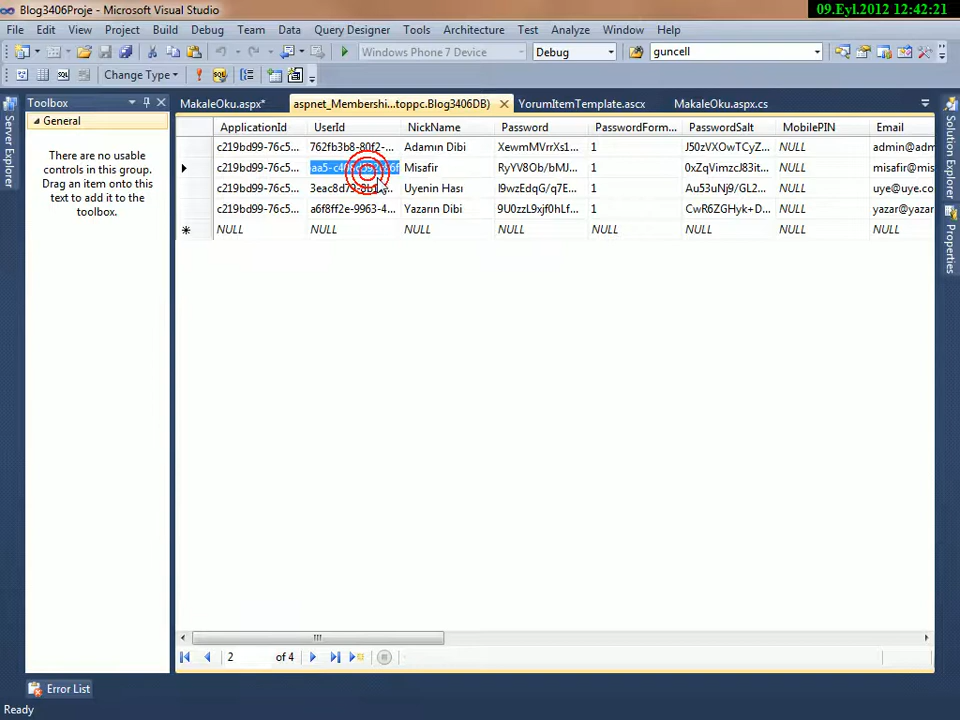 Blog3406Proje - Microsoft Visual Studio
09.Eyl.2012 12:42:21
File Edit View Project Build Debug Team Data Query Designer Tools Architecture Test Analyze Window Help
Windows Phone 7 Device Debug guncell
Change Type
Toolbox
MakaleOku.aspx* aspnet_Membershi...toppc.Blog3406DB) YorumItemTemplate.ascx MakaleOku.aspx.cs
General
There are no usable
controls in this group.
Drag an item onto this
text to add it to the
toolbox.
Server Explorer
Solution Explorer
Properties
ApplicationId UserId NickName Password PasswordForm... PasswordSalt MobilePIN Email
c219bd99-76c5... 762fb3b8-80f2-... Adamın Dibi XewmMVrrXs1... 1 J50zVXOwTCyZ... NULL admin@adm
c219bd99-76c5... Misafir RyYV8Ob/bMJ... 1 0xZqVimzcJ83it... NULL misafir@mis
c219bd99-76c5... Uyenin Hası I9wzEdqG/q7E... 1 Au53uNj9/GL2... NULL uye@uye.co
c219bd99-76c5... a6f8ff2e-9963-4... Yazarın Dibi 9U0zzL9xjf0hLf... 1 CwR6ZGHyk+D... NULL yazar@yazar
NULL NULL NULL NULL NULL NULL NULL NULL
2 of 4
Error List
Ready